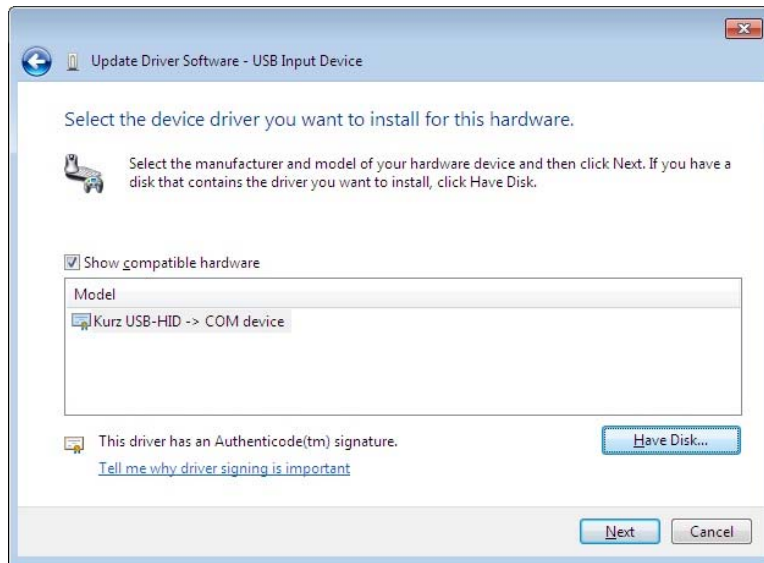 Update Driver Software - USB Input Device
Select the device driver you want to install for this hardware.
Select the manufacturer and model of your hardware device and then click Next. If you have a
disk that contains the driver you want to install, click Have Disk.
Show compatible hardware
Model
Kurz USB-HID -> COM device
This driver has an Authenticode(tm) signature.
Have Disk...
Tell me why driver signing is important
Next
Cancel